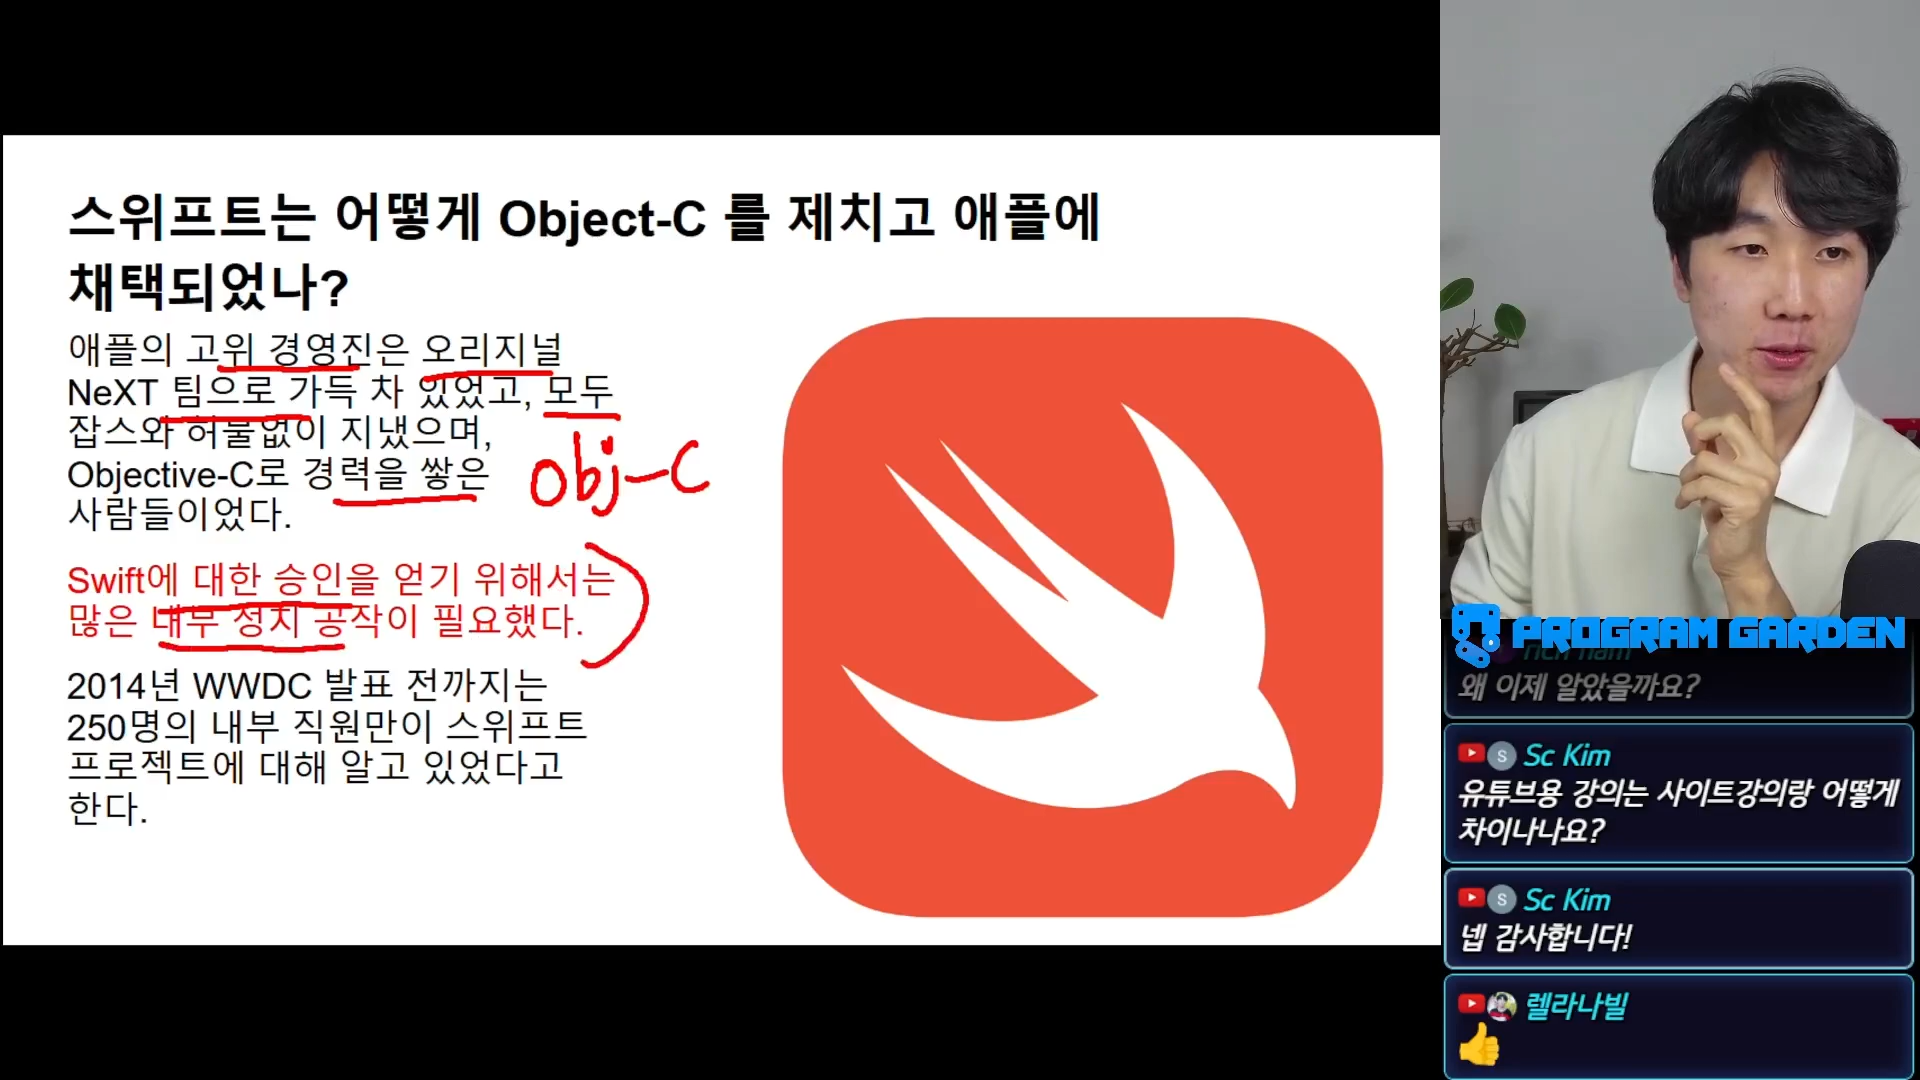 스위프트는 어떻게 Object-C 를 제치고 애플에
채택되었나?
애플의 고위 경영진은 오리지널
NeXT 팀으로 가득 차 있었고, 모두
잡스와 허물없이 지냈으며,
Objective-C로 경력을 쌓은
사람들이었다.
Obj-C
Swift에 대한 승인을 얻기 위해서는
많은 내부 정치 공작이 필요했다.
2014년 WWDC 발표 전까지는
250명의 내부 직원만이 스위프트
프로젝트에 대해 알고 있었다고
한다.
PROGRAM GARDEN
rich nam
왜 이제 알았을까요?
S Sc Kim
유튜브용 강의는 사이트강의랑 어떻게
차이나나요?
S Sc Kim
넵 감사합니다!
렐라나빌